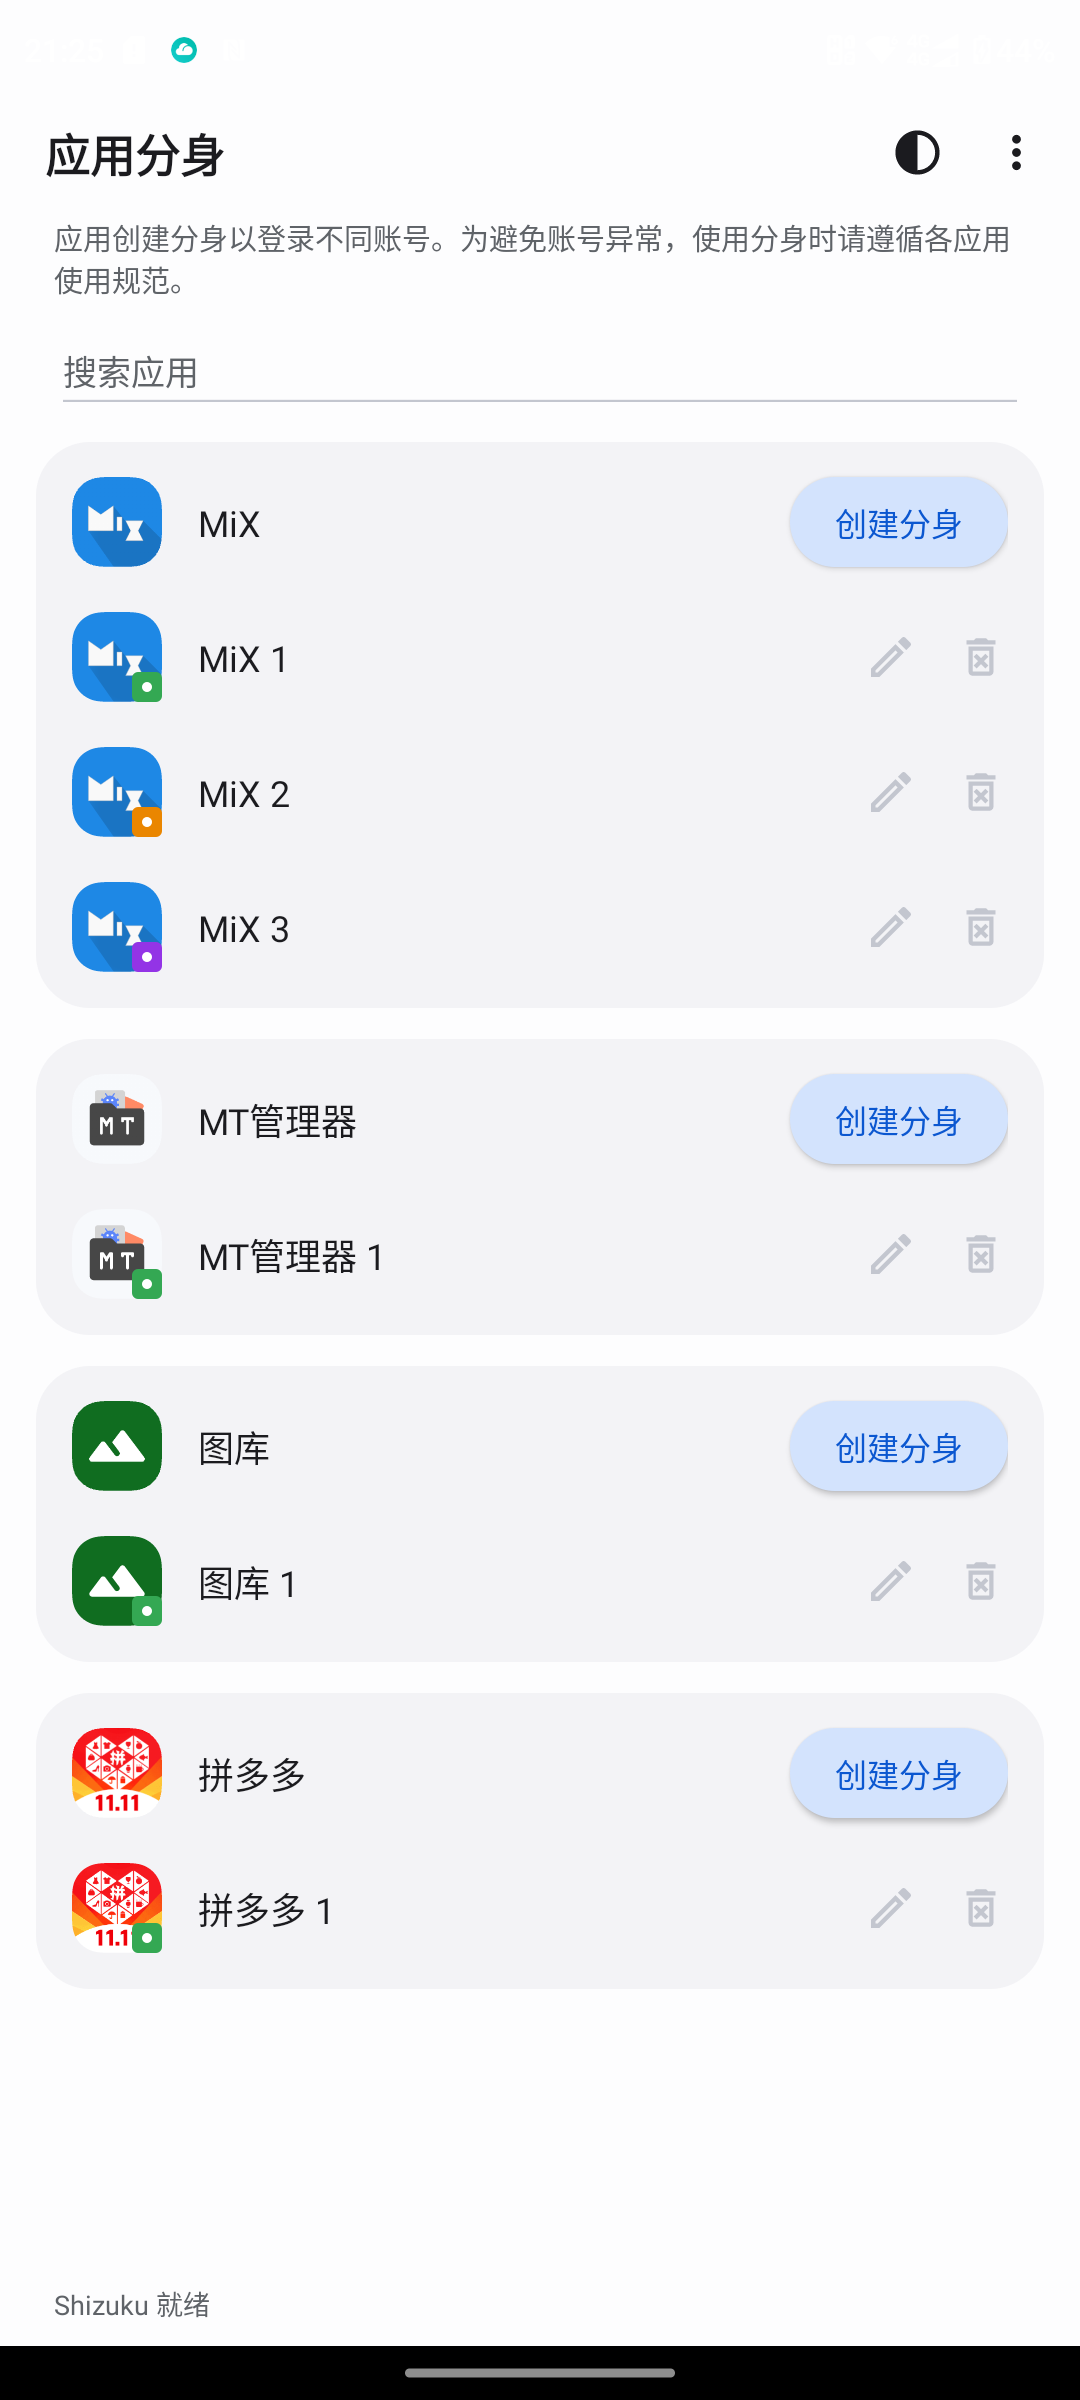 应用分身
应用创建分身以登录不同账号。为避免账号异常，使用分身时请遵循各应用
使用规范。
搜索应用
MiX
创建分身
MiX 1
MiX 2
MiX 3
MT管理器
创建分身
MT管理器 1
图库
创建分身
图库 1
拼多多
创建分身
拼多多 1
Shizuku 就绪